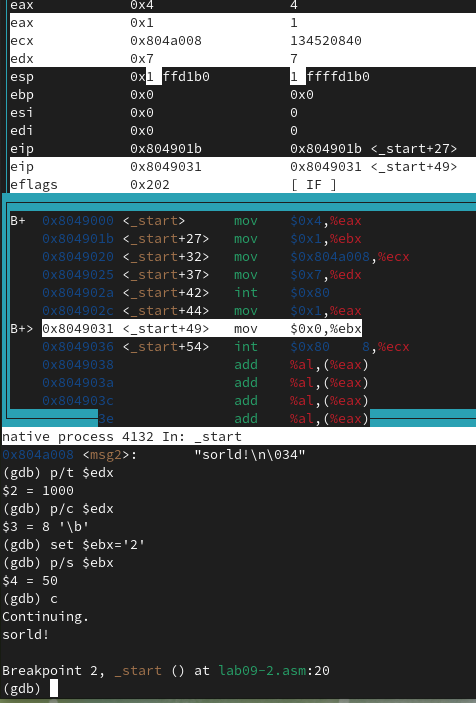 eax 0x4 4
eax 0x1 1
ecx 0x804a008 134520840
edx 0x7 7
esp 0x1 ffd1b0 1 ffffd1b0
ebp 0x0 0x0
esi 0x0 0
edi 0x0 0
eip 0x804901b 0x804901b <_start+27>
eip 0x8049031 0x8049031 <_start+49>
eflags 0x202 [ IF ]
B+ 0x8049000 <_start> mov $0x4,%eax
0x804901b <_start+27> mov $0x1,%ebx
0x8049020 <_start+32> mov $0x804a008,%ecx
0x8049025 <_start+37> mov $0x7,%edx
0x804902a <_start+42> int $0x80
0x804902c <_start+44> mov $0x1,%eax
B+> 0x8049031 <_start+49> mov $0x0,%ebx
0x8049036 <_start+54> int $0x80 8,%ecx
0x8049038 add %al,(%eax)
0x804903a add %al,(%eax)
0x804903c add %al,(%eax)
3e add %al,(%eax)
native process 4132 In: _start
0x804a008 <msg2>: "sorld!\n\034"
(gdb) p/t $edx
$2 = 1000
(gdb) p/c $edx
$3 = 8 '\b'
(gdb) set $ebx='2'
(gdb) p/s $ebx
$4 = 50
(gdb) c
Continuing.
sorld!
Breakpoint 2, _start () at lab09-2.asm:20
(gdb)